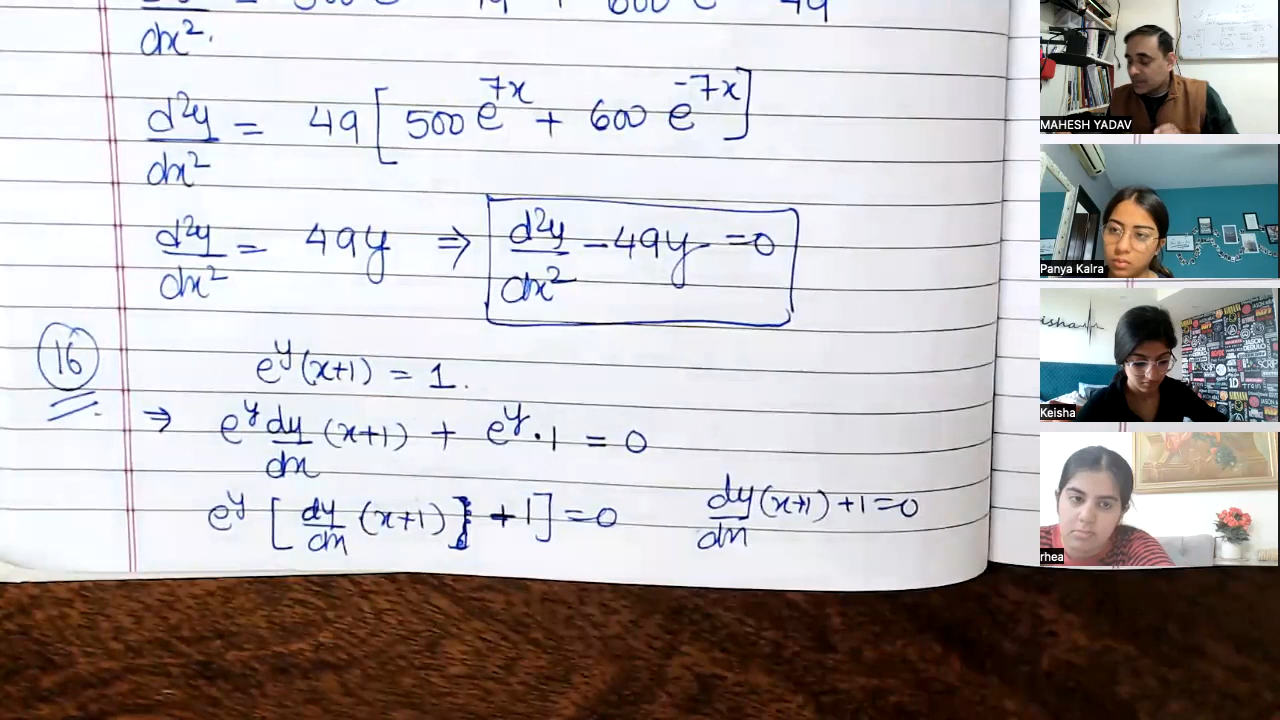 dx².
d²y/dx² = 49 [ 500 e^{7x} + 600 e^{-7x} ]
d²y/dx² = 49y ⇒ d²y/dx² - 49y = 0
16
e^y (x+1) = 1.
⇒ e^y dy/dx (x+1) + e^y . 1 = 0
e^y [ dy/dx (x+1) + 1 ] = 0 dy/dx (x+1) + 1 = 0
MAHESH YADAV
Panya Kalra
Keisha
rhea